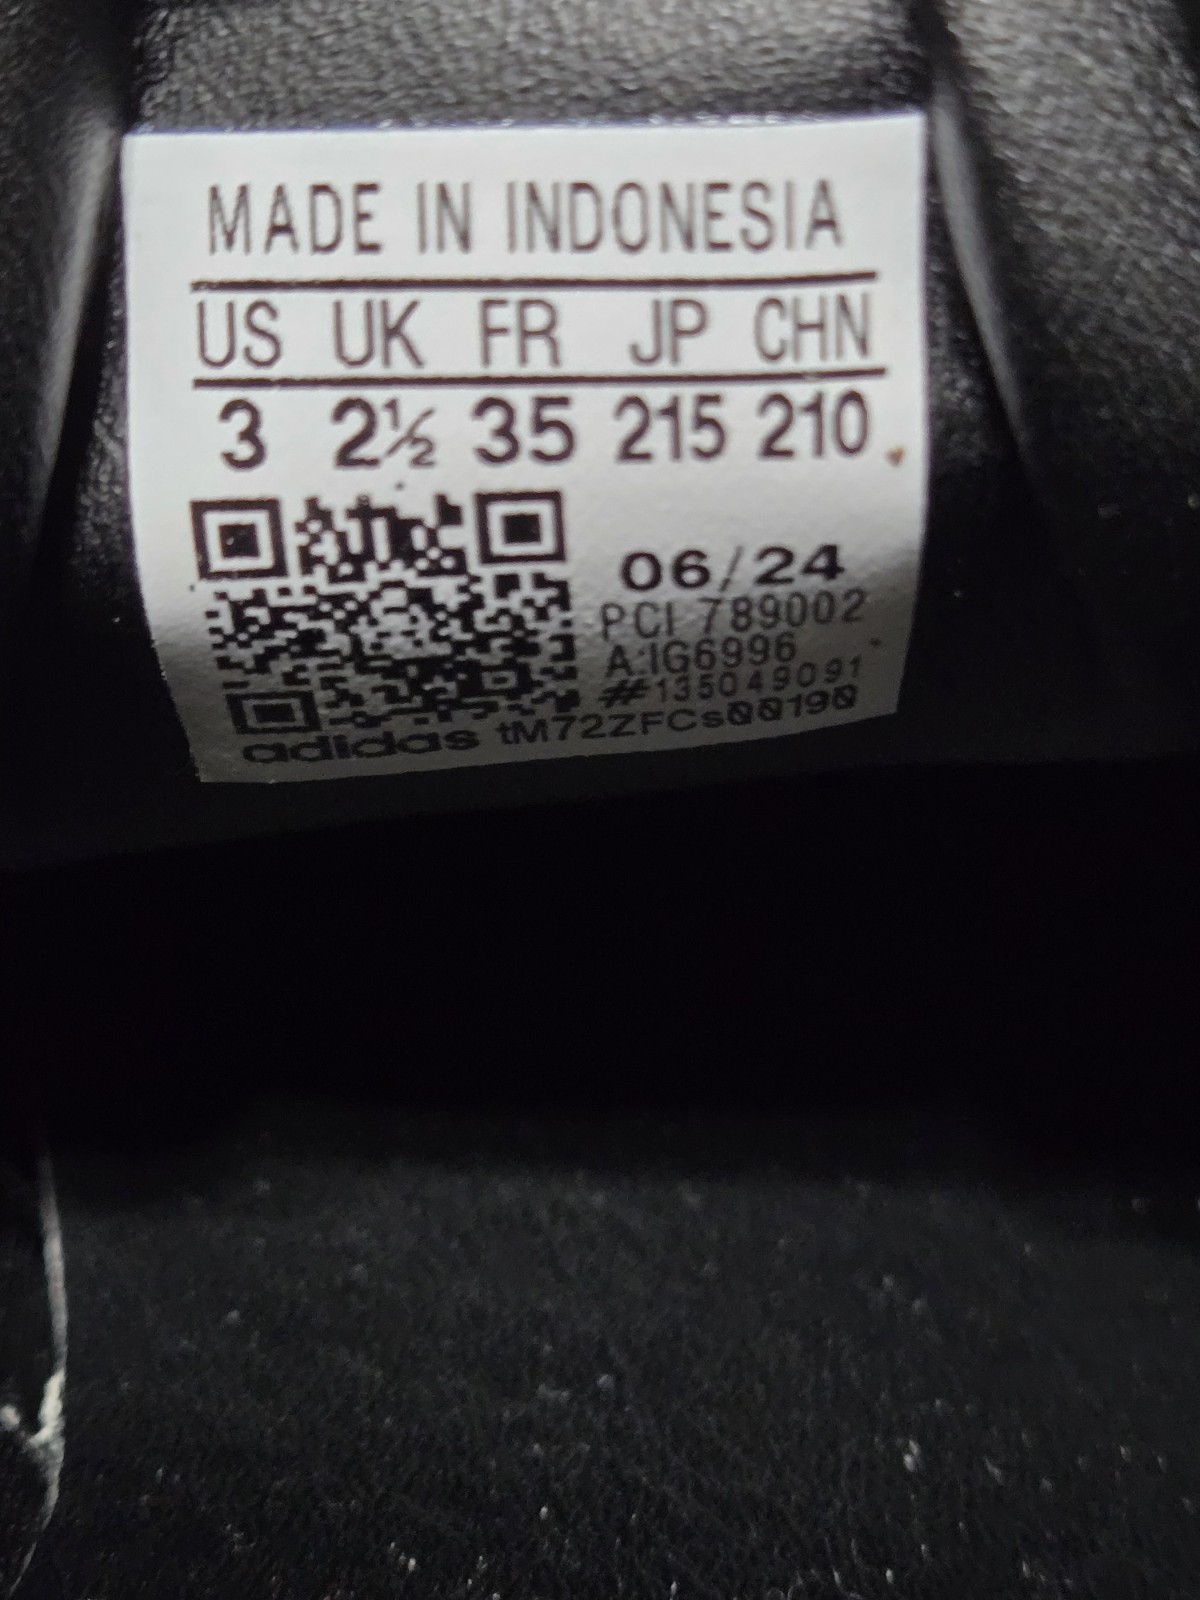 MADE IN INDONESIA
US UK FR JP CHN
3 2½ 35 215 210
06/24
PCI 789002
A:IG6996
#135049091
adidas tM72ZFCs00190